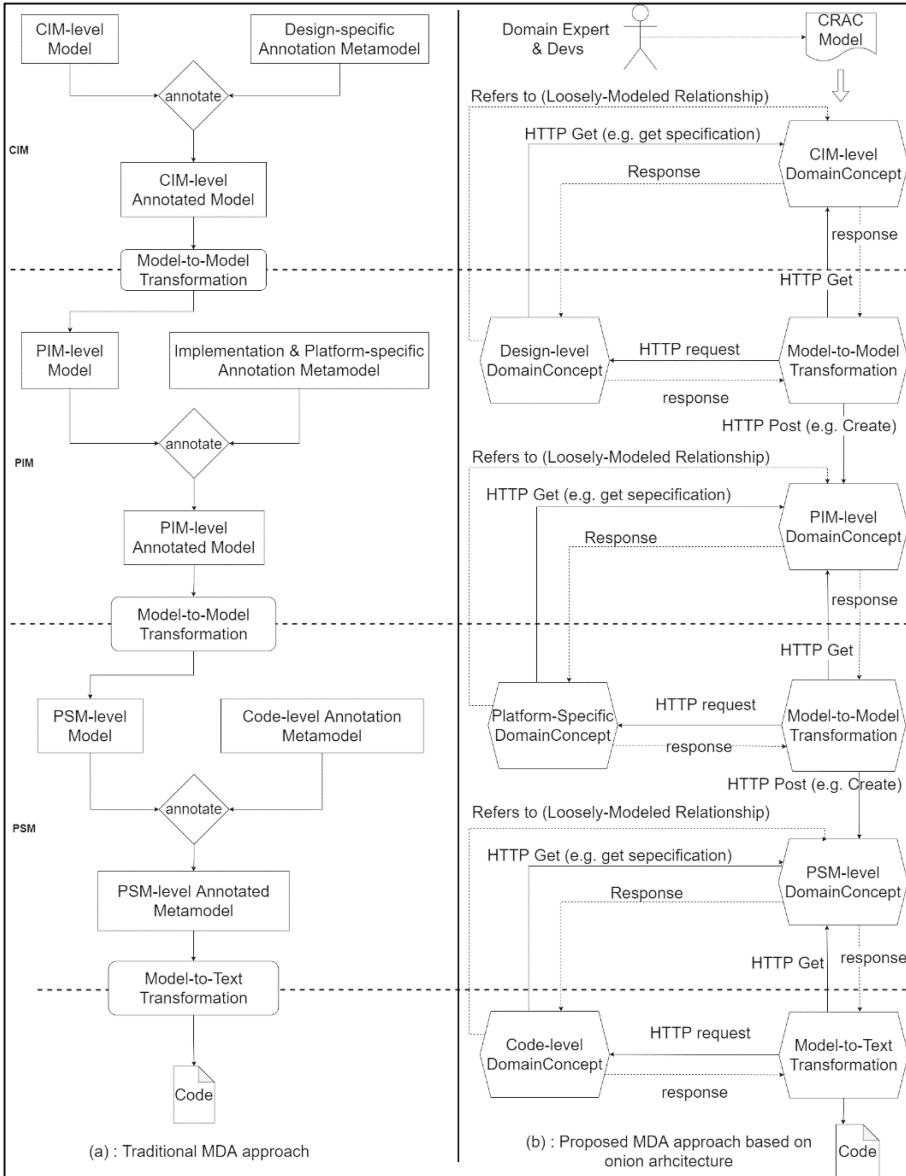 CIM-level
Model
Design-specific
Annotation Metamodel
annotate
CIM
CIM-level
Annotated Model
Model-to-Model
Transformation
PIM-level
Model
Implementation & Platform-specific
Annotation Metamodel
annotate
PIM
PIM-level
Annotated Model
Model-to-Model
Transformation
PSM-level
Model
Code-level Annotation
Metamodel
annotate
PSM
PSM-level Annotated
Metamodel
Model-to-Text
Transformation
Code
(a) : Traditional MDA approach
Domain Expert
& Devs
CRAC
Model
Refers to (Loosely-Modeled Relationship)
HTTP Get (e.g. get specification)
CIM-level
DomainConcept
Response
response
HTTP Get
Design-level
DomainConcept
HTTP request
Model-to-Model
Transformation
response
HTTP Post (e.g. Create)
Refers to (Loosely-Modeled Relationship)
HTTP Get (e.g. get sepecification)
PIM-level
DomainConcept
Response
response
HTTP Get
Platform-Specific
DomainConcept
HTTP request
Model-to-Model
Transformation
response
HTTP Post (e.g. Create)
Refers to (Loosely-Modeled Relationship)
HTTP Get (e.g. get sepecification)
PSM-level
DomainConcept
Response
HTTP Get
response
Code-level
DomainConcept
HTTP request
Model-to-Text
Transformation
response
Code
(b) : Proposed MDA approach based on
onion arhcitecture